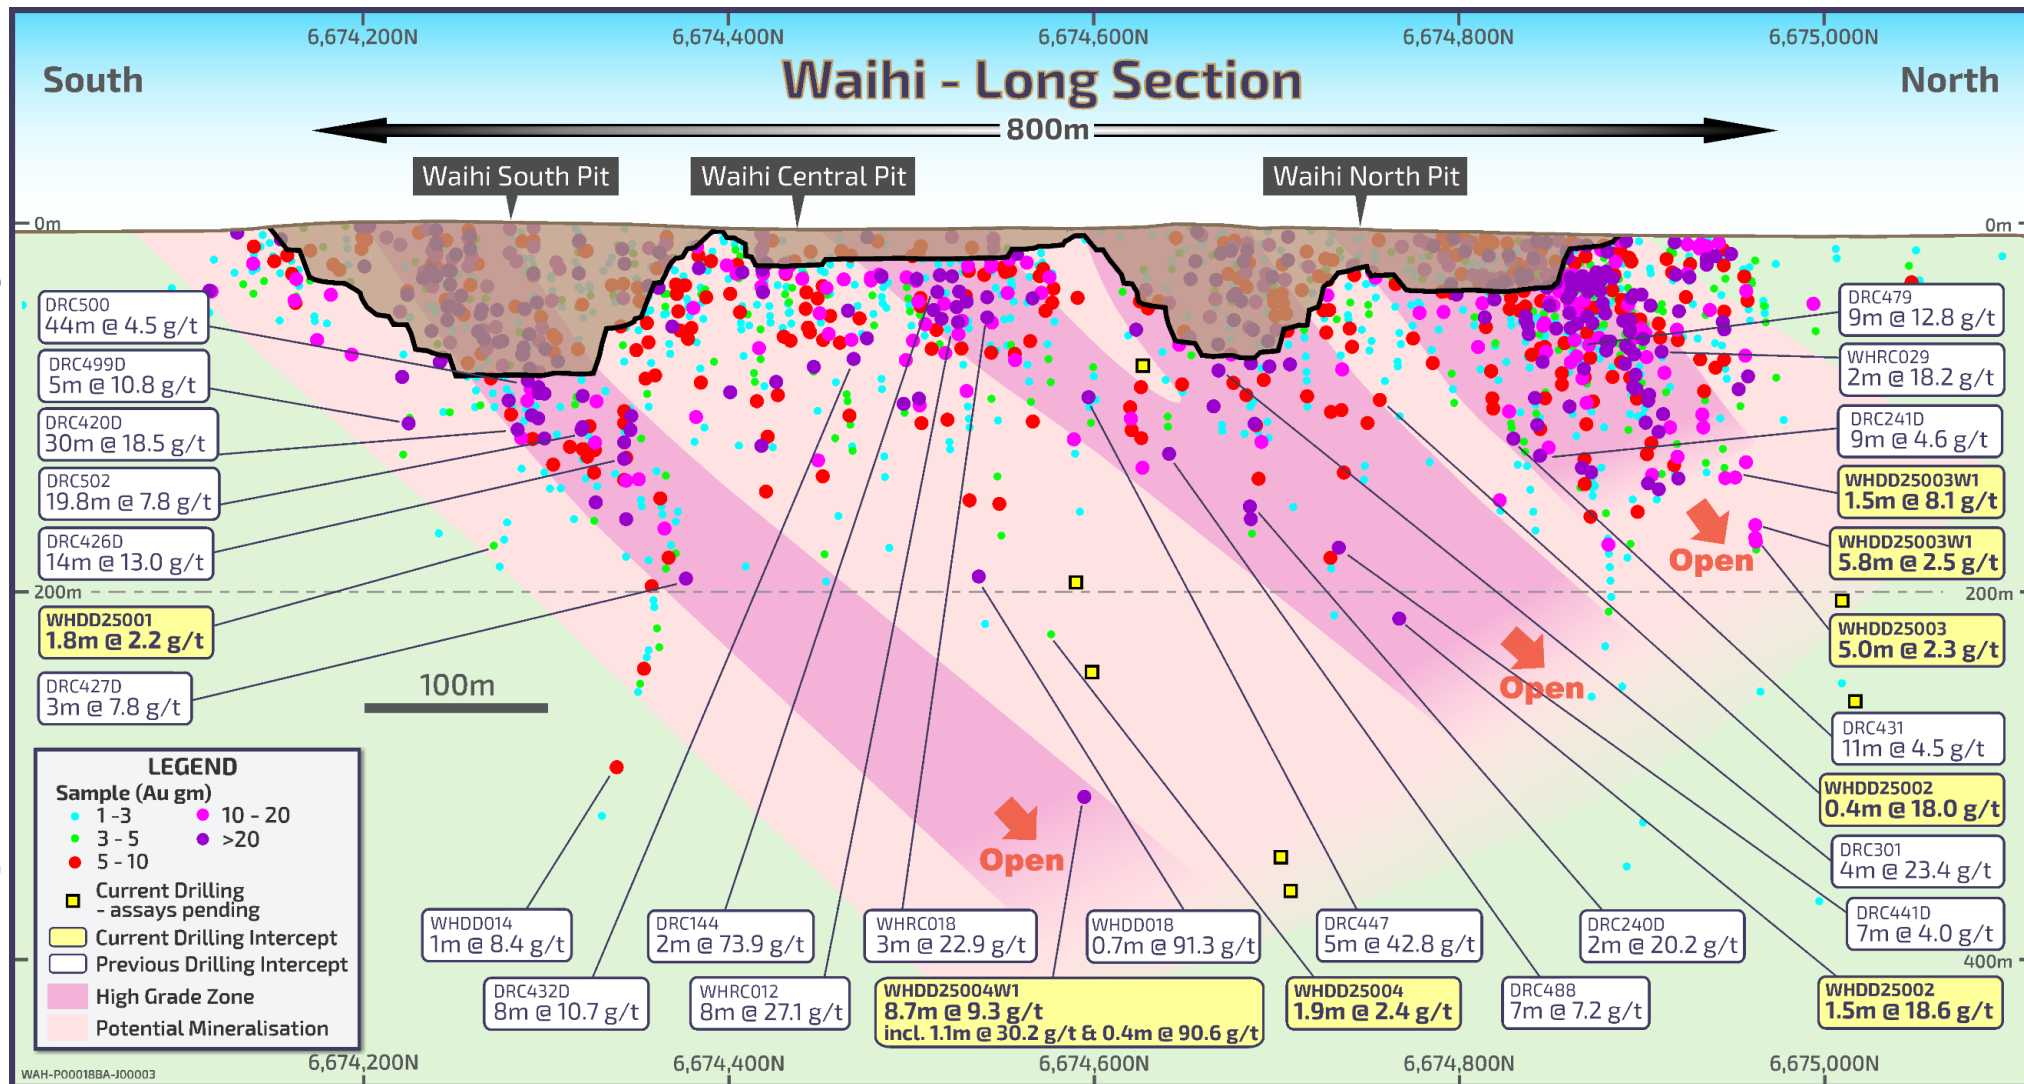 6,674,200N 6,674,400N 6,674,600N 6,674,800N 6,675,000N
South
Waihi - Long Section
North
800m
Waihi South Pit
Waihi Central Pit
Waihi North Pit
0m
0m
DRC500
44m @ 4.5 g/t
DRC499D
5m @ 10.8 g/t
DRC420D
30m @ 18.5 g/t
DRC502
19.8m @ 7.8 g/t
DRC426D
14m @ 13.0 g/t
200m
WHDD25001
1.8m @ 2.2 g/t
DRC427D
3m @ 7.8 g/t
100m
DRC479
9m @ 12.8 g/t
WHRC029
2m @ 18.2 g/t
DRC241D
9m @ 4.6 g/t
WHDD25003W1
1.5m @ 8.1 g/t
WHDD25003W1
5.8m @ 2.5 g/t
200m
WHDD25003
5.0m @ 2.3 g/t
DRC431
11m @ 4.5 g/t
WHDD25002
0.4m @ 18.0 g/t
DRC301
4m @ 23.4 g/t
DRC441D
7m @ 4.0 g/t
400m
WHDD25002
1.5m @ 18.6 g/t
Open
Open
Open
LEGEND
Sample (Au gm)
1 -3
3 - 5
5 - 10
10 - 20
>20
Current Drilling
- assays pending
Current Drilling Intercept
Previous Drilling Intercept
High Grade Zone
Potential Mineralisation
WHDD014
1m @ 8.4 g/t
DRC144
2m @ 73.9 g/t
WHRC018
3m @ 22.9 g/t
WHDD018
0.7m @ 91.3 g/t
DRC447
5m @ 42.8 g/t
DRC240D
2m @ 20.2 g/t
DRC432D
8m @ 10.7 g/t
WHRC012
8m @ 27.1 g/t
WHDD25004W1
8.7m @ 9.3 g/t
incl. 1.1m @ 30.2 g/t & 0.4m @ 90.6 g/t
WHDD25004
1.9m @ 2.4 g/t
DRC488
7m @ 7.2 g/t
6,674,200N 6,674,400N 6,674,600N 6,674,800N 6,675,000N
WAH-P00018BA-J00003